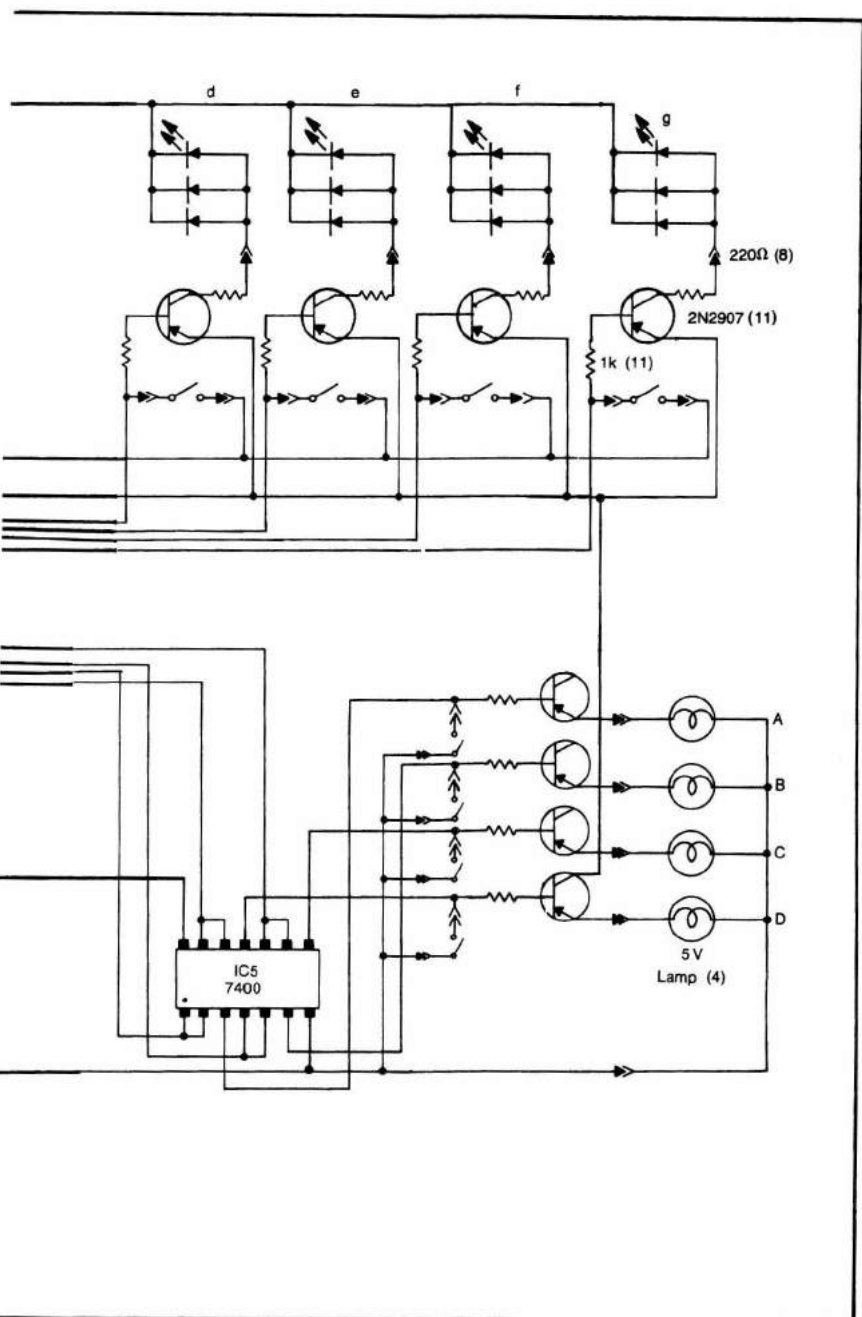 d e f g
220Ω (8)
2N2907 (11)
1k (11)
A
B
C
D
5 V
Lamp (4)
IC5
7400